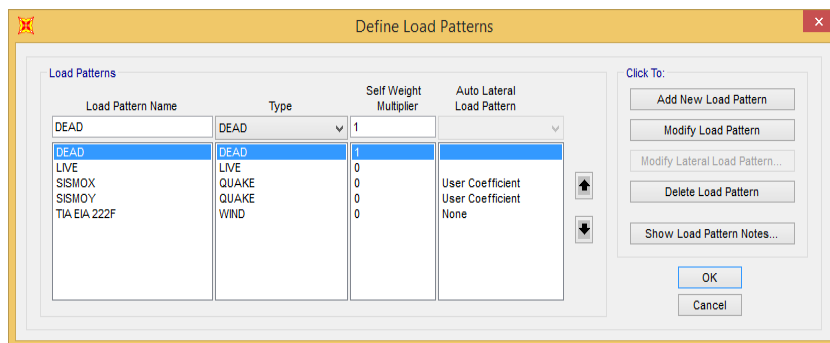 Define Load Patterns
Load Patterns
Click To:
Load Pattern Name Type Self Weight Multiplier Auto Lateral Load Pattern
DEAD DEAD 1
DEAD DEAD 1
LIVE LIVE 0
SISMOX QUAKE 0 User Coefficient
SISMOY QUAKE 0 User Coefficient
TIA EIA 222F WIND 0 None
Add New Load Pattern
Modify Load Pattern
Modify Lateral Load Pattern...
Delete Load Pattern
Show Load Pattern Notes...
OK
Cancel